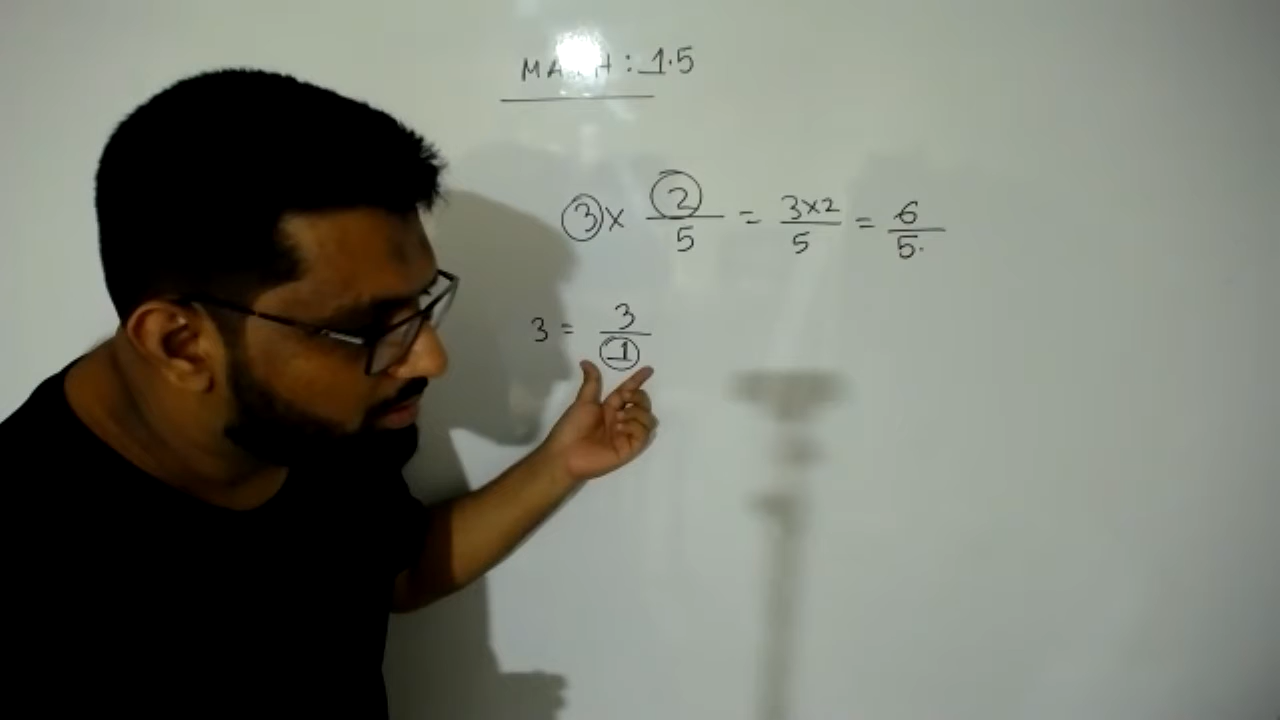 MATH : 1.5
3 × 2/5 = 3×2/5 = 6/5.
3 = 3/1